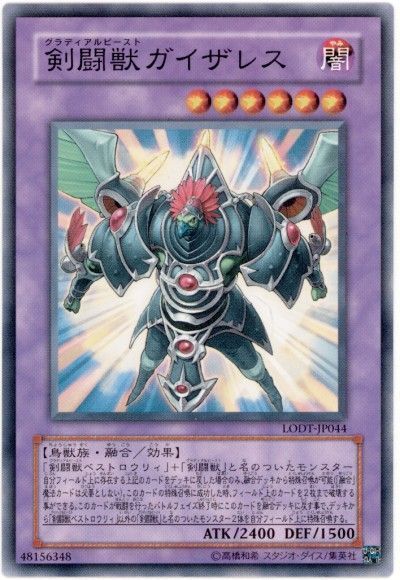 グラディアルビースト
剣闘獣ガイザレス
やみ
闇
LODT-JP044
【鳥獣族・融合／効果】
「剣闘獣ベストロウリィ」＋「剣闘獣」と名のついたモンスター
自分フィールド上に存在する上記のカードをデッキに戻した場合のみ、融合デッキから特殊召喚が可能(「融合」
魔法カードは必要としない)。このカードの特殊召喚に成功した時、フィールド上のカードを2枚まで破壊する
事ができる。このカードが戦闘を行ったバトルフェイズ終了時にこのカードを融合デッキに戻す事で、デッキから
「剣闘獣ベストロウリィ」以外の「剣闘獣」と名のついたモンスター2体を自分フィールド上に特殊召喚する。
ATK/2400 DEF/1500
48156348
©高橋和希 スタジオ・ダイス/集英社